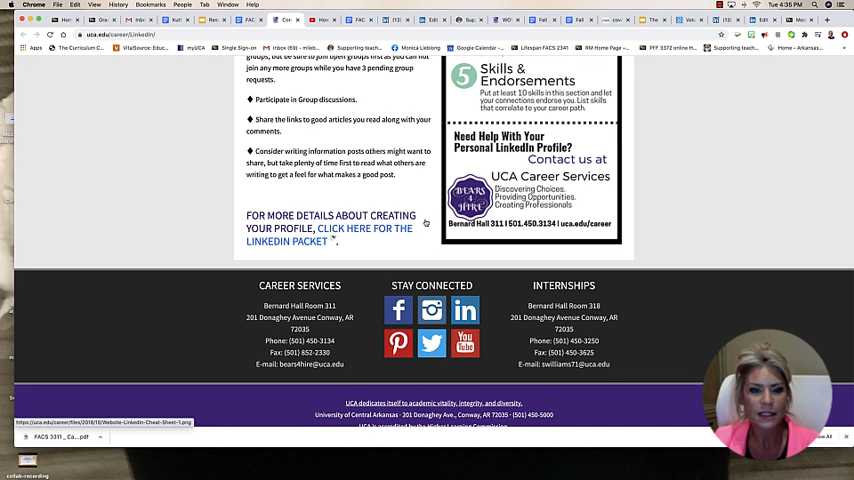 Chrome File Edit View History Bookmarks People Tab Window Help
Tue 4:35 PM
uca.edu/career/LinkedIn/
Apps VitalSource: Educ... myUCA Single Sign-on Monica Liebiong Google Calendar -... Lifespan FACS 2341 RM Home Page -... PFF 3372 online H... Supporting teach... Home - Arkansas...
groups, but be sure to join open groups first as you can not
join any more groups while you have 3 pending group
requests.
♦ Participate in Group discussions.
♦ Share the links to good articles you read along with your
comments.
♦ Consider writing information posts others might want to
share, but take plenty of time first to read what others are
writing to get a feel for what makes a good post.
FOR MORE DETAILS ABOUT CREATING
YOUR PROFILE, CLICK HERE FOR THE
LINKEDIN PACKET .
5 Skills &
Endorsements
Put at least 10 skills in this section and let
your connections endorse you. List skills
that correlate to your career path.
Need Help With Your
Personal LinkedIn Profile?
Contact us at
UCA Career Services
BEARS
4
HIRE
Discovering Choices.
Providing Opportunities.
Creating Professionals
Bernard Hall 311 | 501.450.3134 | uca.edu/career
CAREER SERVICES
Bernard Hall Room 311
201 Donaghey Avenue Conway, AR
72035
Phone: (501) 450-3134
Fax: (501) 852-2330
E-mail: bears4hire@uca.edu
STAY CONNECTED
You
Tube
INTERNSHIPS
Bernard Hall Room 318
201 Donaghey Avenue Conway, AR
72035
Phone: (501) 450-3250
Fax: (501) 450-3625
E-mail: swilliams71@uca.edu
UCA dedicates itself to academic vitality, integrity, and diversity.
University of Central Arkansas · 201 Donaghey Ave., Conway, AR 72035 · (501) 450-5000
UCA is accredited by the Higher Learning Commission
https://uca.edu/career/files/2018/10/Website-LinkedIn-Cheat-Sheet-1.png
FACS 3311 _ Ca....pdf
collab-recording